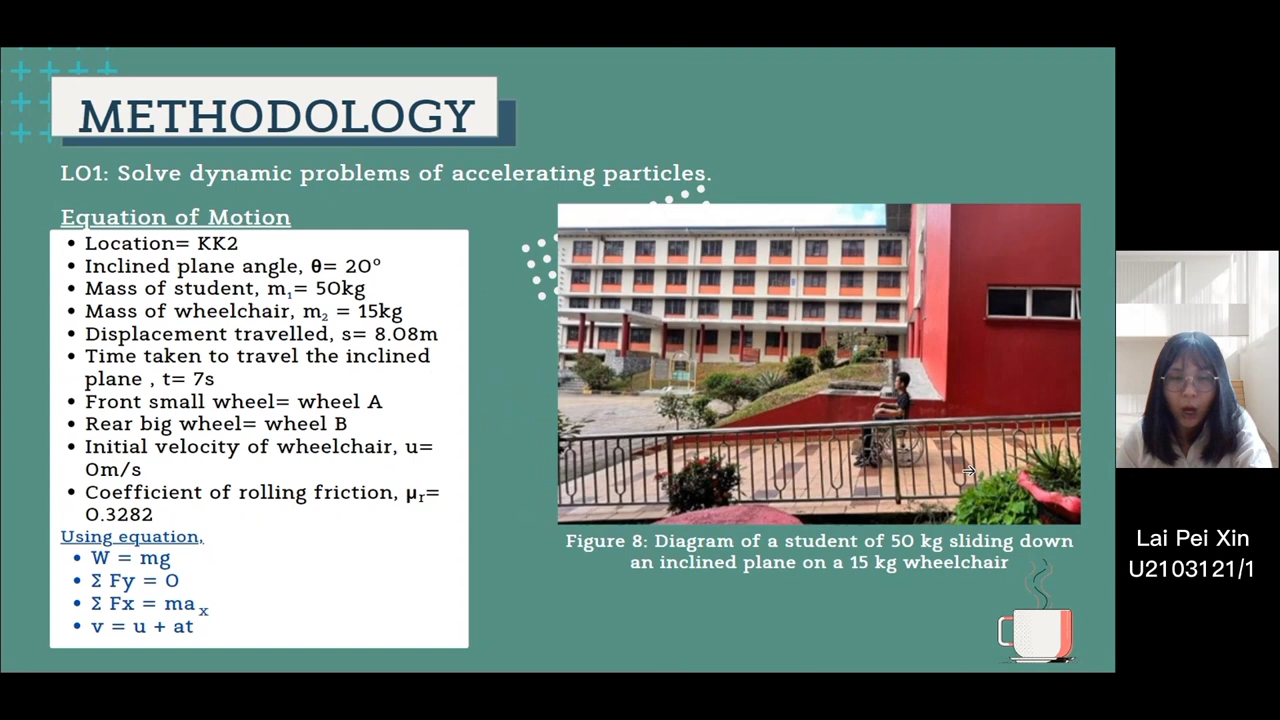 METHODOLOGY
LO1: Solve dynamic problems of accelerating particles.
Equation of Motion
• Location= KK2
• Inclined plane angle, θ= 20°
• Mass of student, m₁= 50kg
• Mass of wheelchair, m₂ = 15kg
• Displacement travelled, s= 8.08m
• Time taken to travel the inclined
plane , t= 7s
• Front small wheel= wheel A
• Rear big wheel= wheel B
• Initial velocity of wheelchair, u=
0m/s
• Coefficient of rolling friction, μᵣ=
0.3282
Using equation,
• W = mg
• Σ Fy = 0
• Σ Fx = maₓ
• v = u + at
Figure 8: Diagram of a student of 50 kg sliding down
an inclined plane on a 15 kg wheelchair
Lai Pei Xin
U2103121/1